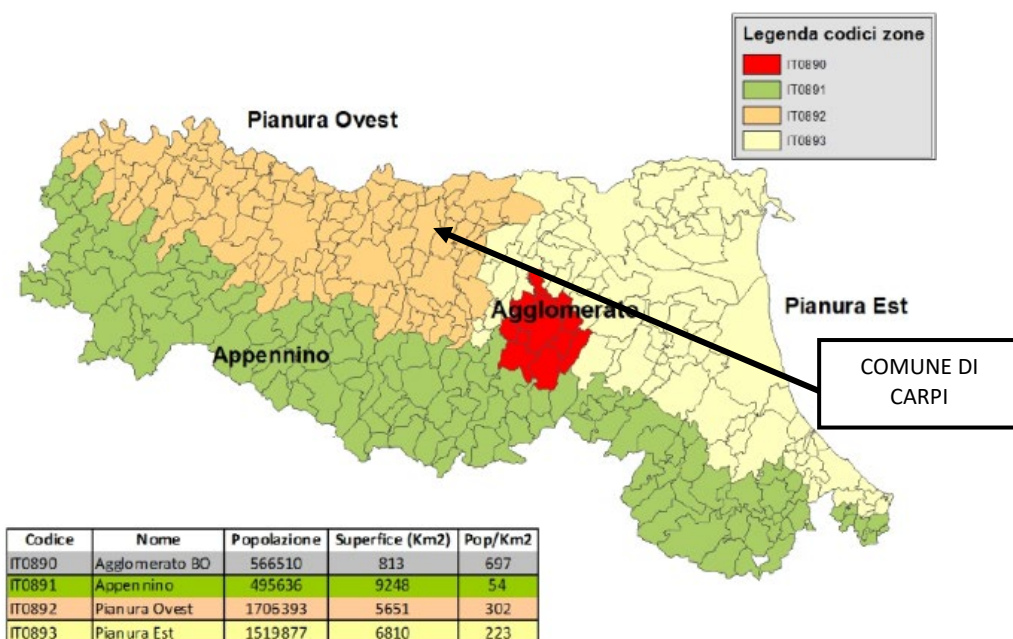 Legenda codici zone
IT0890
IT0891
IT0892
IT0893
Pianura Ovest
Agglomerato
Pianura Est
Appennino
COMUNE DI
CARPI
Codice Nome Popolazione Superfice (Km2) Pop/Km2
IT0890 Agglomerato BO 566510 813 697
IT0891 Appennino 495636 9248 54
IT0892 Pianura Ovest 1706393 5651 302
IT0893 Pianura Est 1519877 6810 223